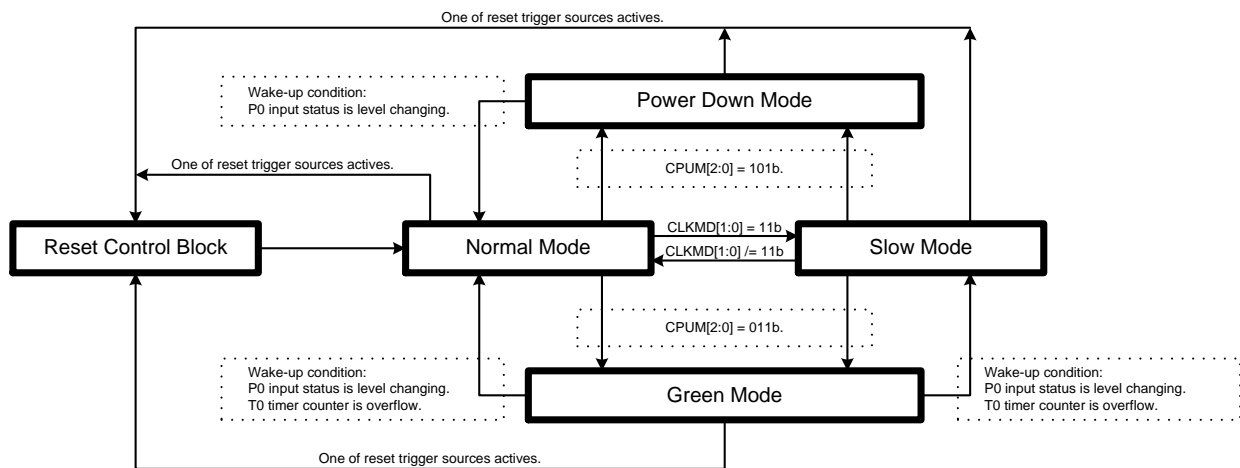 One of reset trigger sources actives.
Wake-up condition:
P0 input status is level changing.
Power Down Mode
One of reset trigger sources actives.
CPUM[2:0] = 101b.
Reset Control Block
Normal Mode
CLKMD[1:0] = 11b
CLKMD[1:0] /= 11b
Slow Mode
CPUM[2:0] = 011b.
Wake-up condition:
P0 input status is level changing.
T0 timer counter is overflow.
Green Mode
Wake-up condition:
P0 input status is level changing.
T0 timer counter is overflow.
One of reset trigger sources actives.